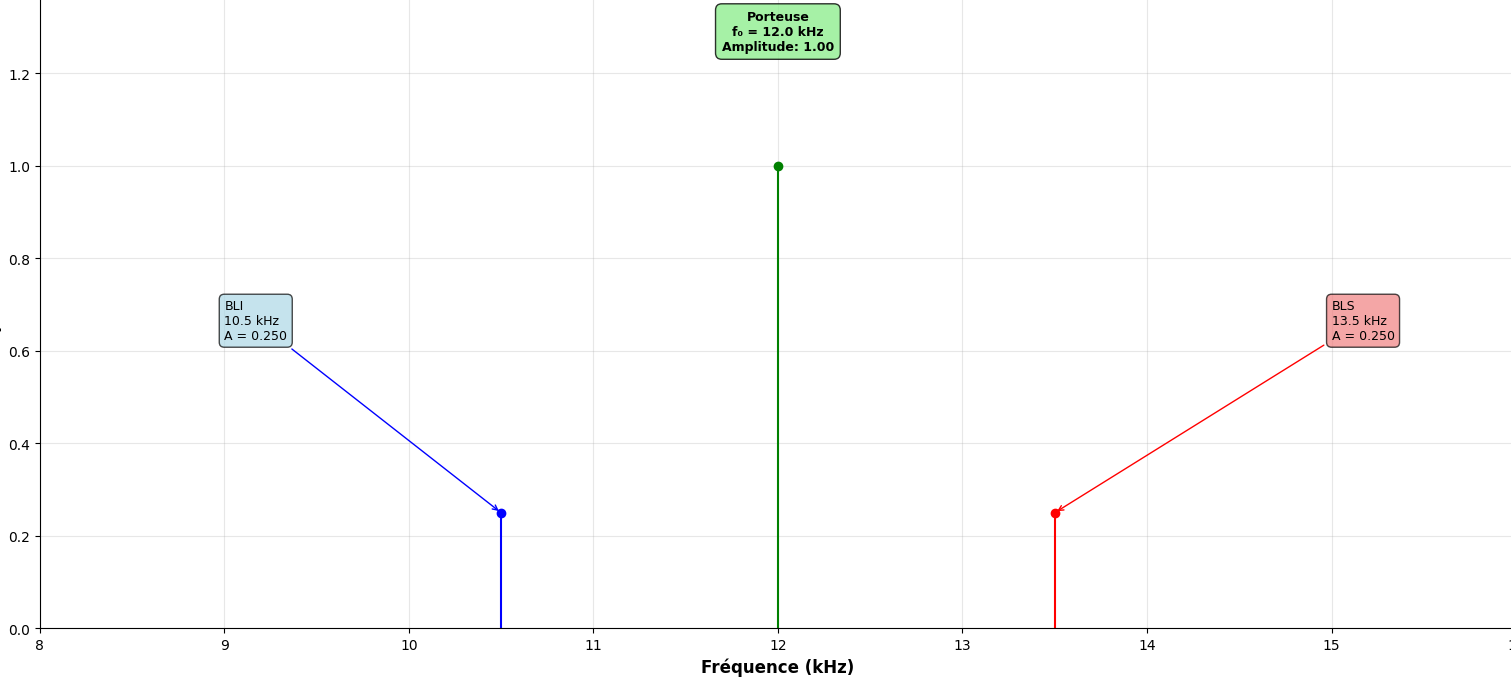 Porteuse
f₀ = 12.0 kHz
Amplitude: 1.00
1.2
1.0
0.8
BLI
10.5 kHz
A = 0.250
BLS
13.5 kHz
A = 0.250
0.6
0.4
0.2
0.0
8 9 10 11 12 13 14 15
Fréquence (kHz)